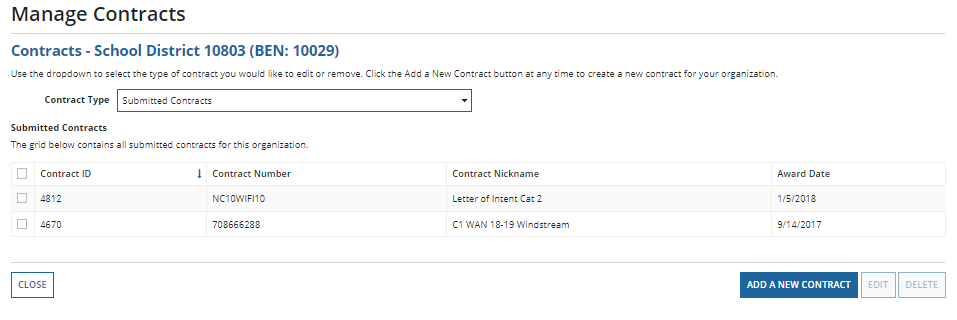 Manage Contracts
Contracts - School District 10803 (BEN: 10029)
Use the dropdown to select the type of contract you would like to edit or remove. Click the Add a New Contract button at any time to create a new contract for your organization.
Contract Type Submitted Contracts
Submitted Contracts
The grid below contains all submitted contracts for this organization.
Contract ID ↓ Contract Number Contract Nickname Award Date
4812 NC10WIFI10 Letter of Intent Cat 2 1/5/2018
4670 708666288 C1 WAN 18-19 Windstream 9/14/2017
CLOSE ADD A NEW CONTRACT EDIT DELETE